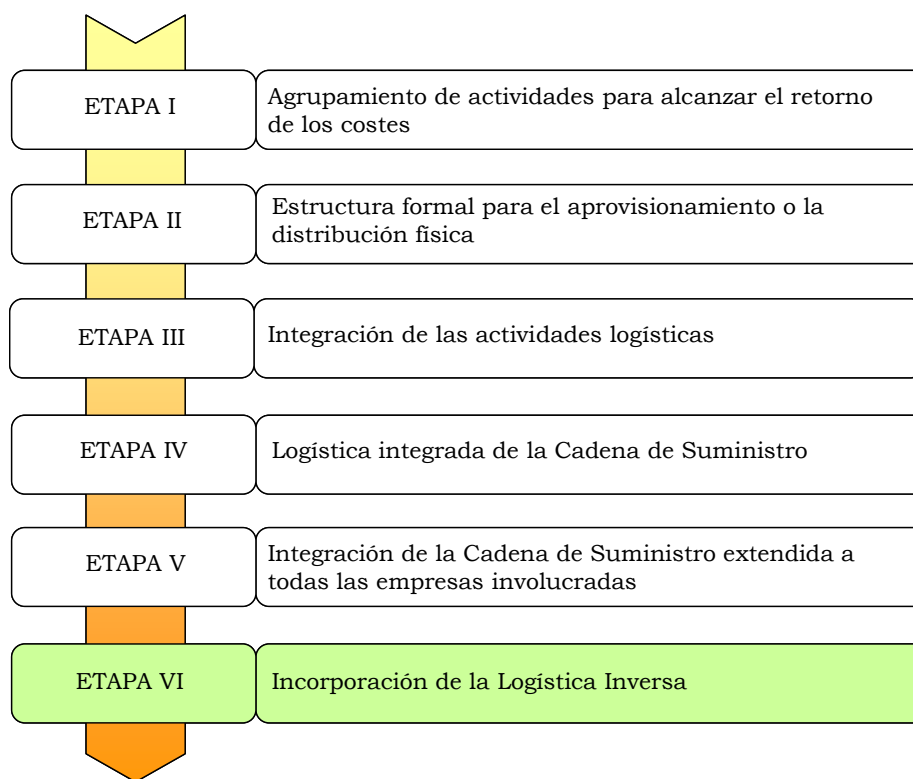 ETAPA I
Agrupamiento de actividades para alcanzar el retorno
de los costes
ETAPA II
Estructura formal para el aprovisionamiento o la
distribución física
ETAPA III
Integración de las actividades logísticas
ETAPA IV
Logística integrada de la Cadena de Suministro
ETAPA V
Integración de la Cadena de Suministro extendida a
todas las empresas involucradas
ETAPA VI
Incorporación de la Logística Inversa